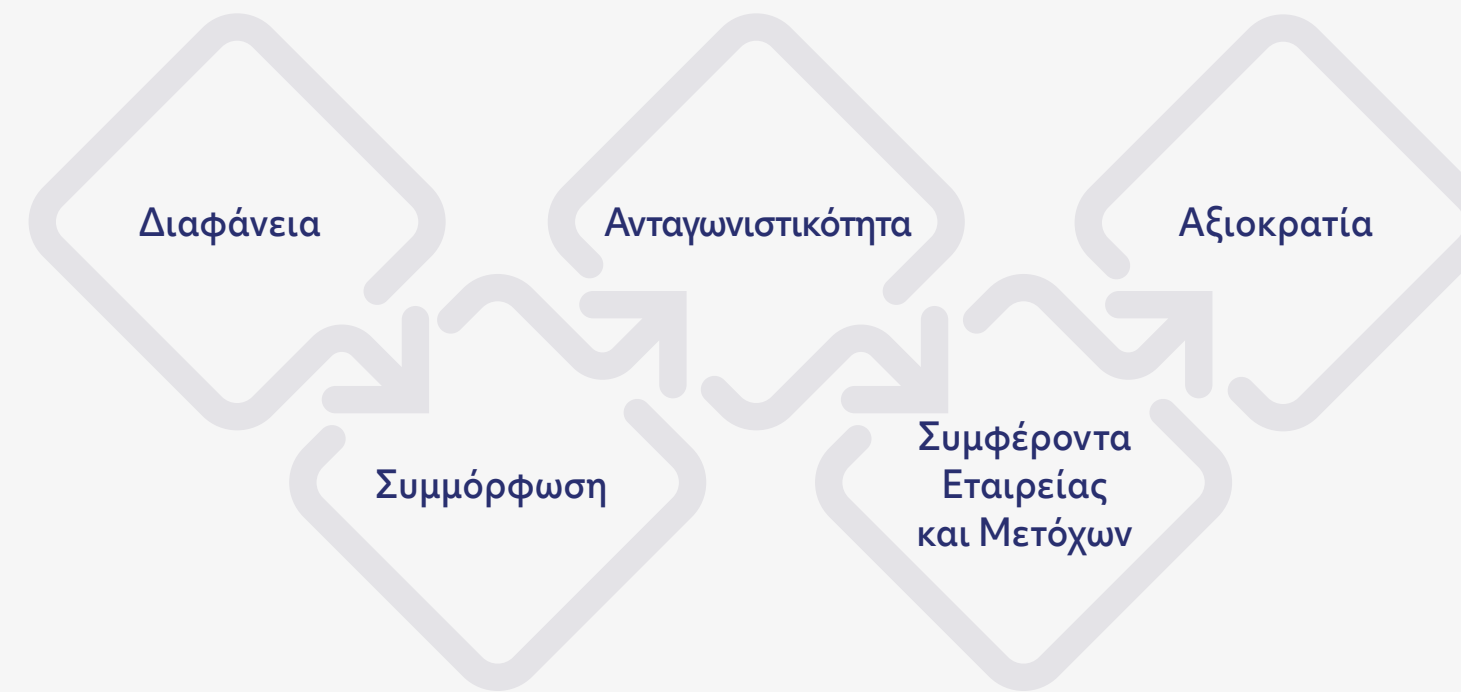 Διαφάνεια
Συμμόρφωση
Ανταγωνιστικότητα
Συμφέροντα
Εταιρείας
και Μετόχων
Αξιοκρατία